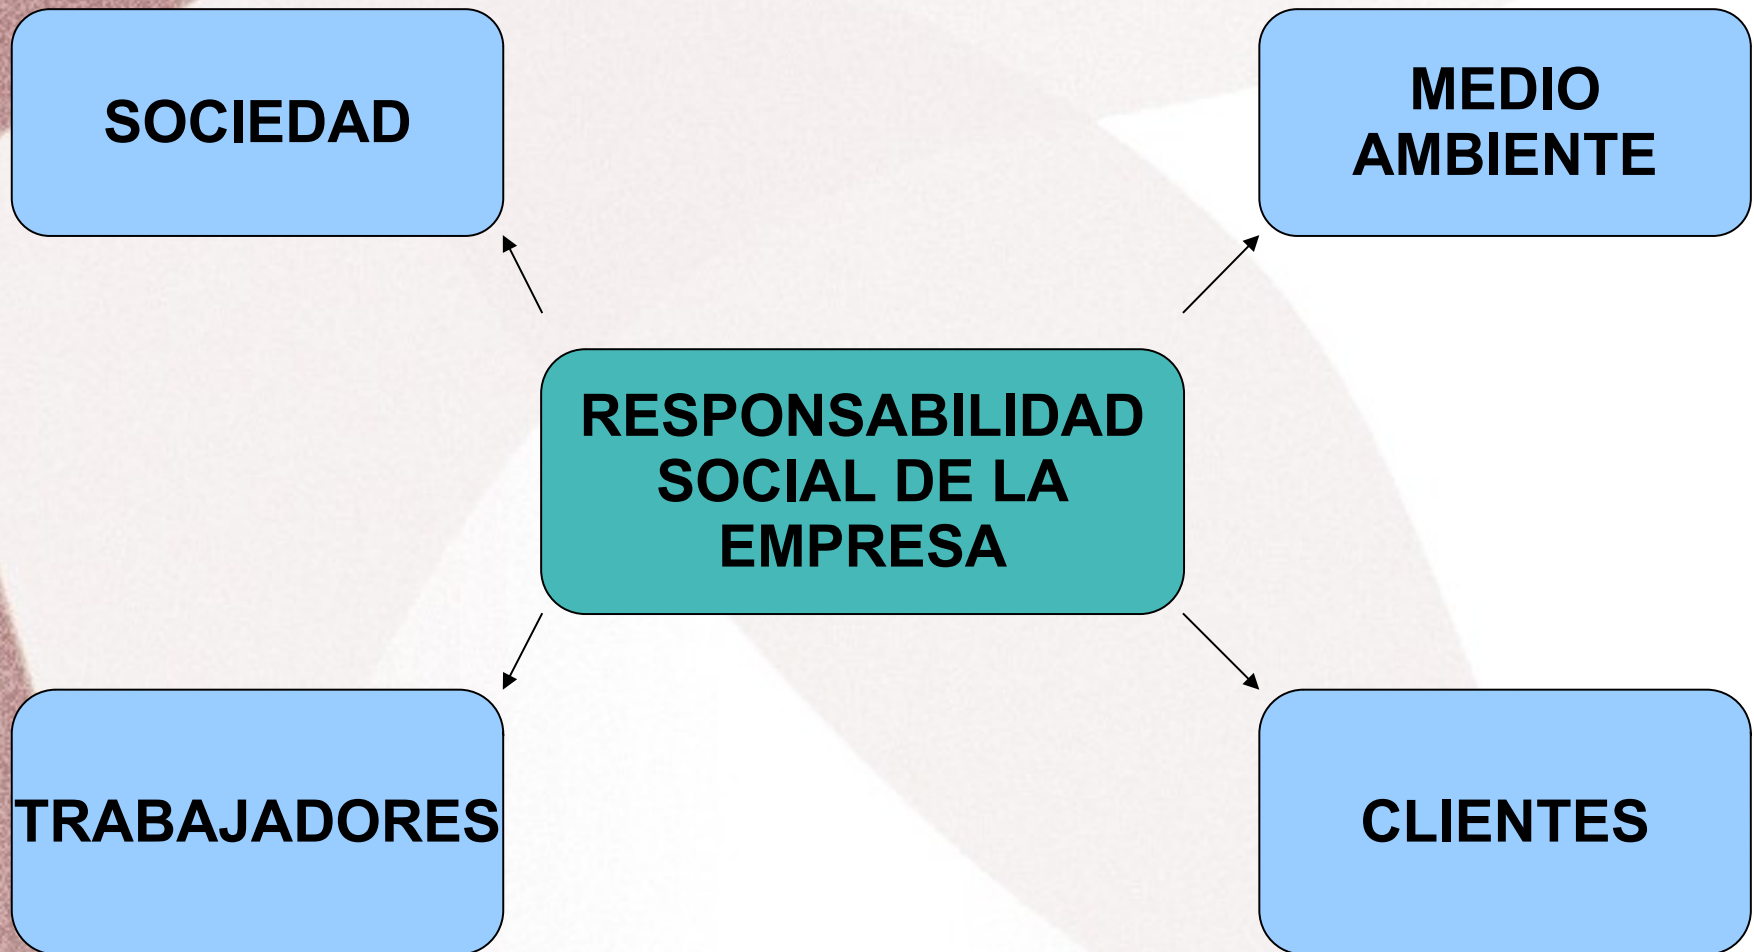 SOCIEDAD
MEDIO
AMBIENTE
RESPONSABILIDAD
SOCIAL DE LA
EMPRESA
TRABAJADORES
CLIENTES